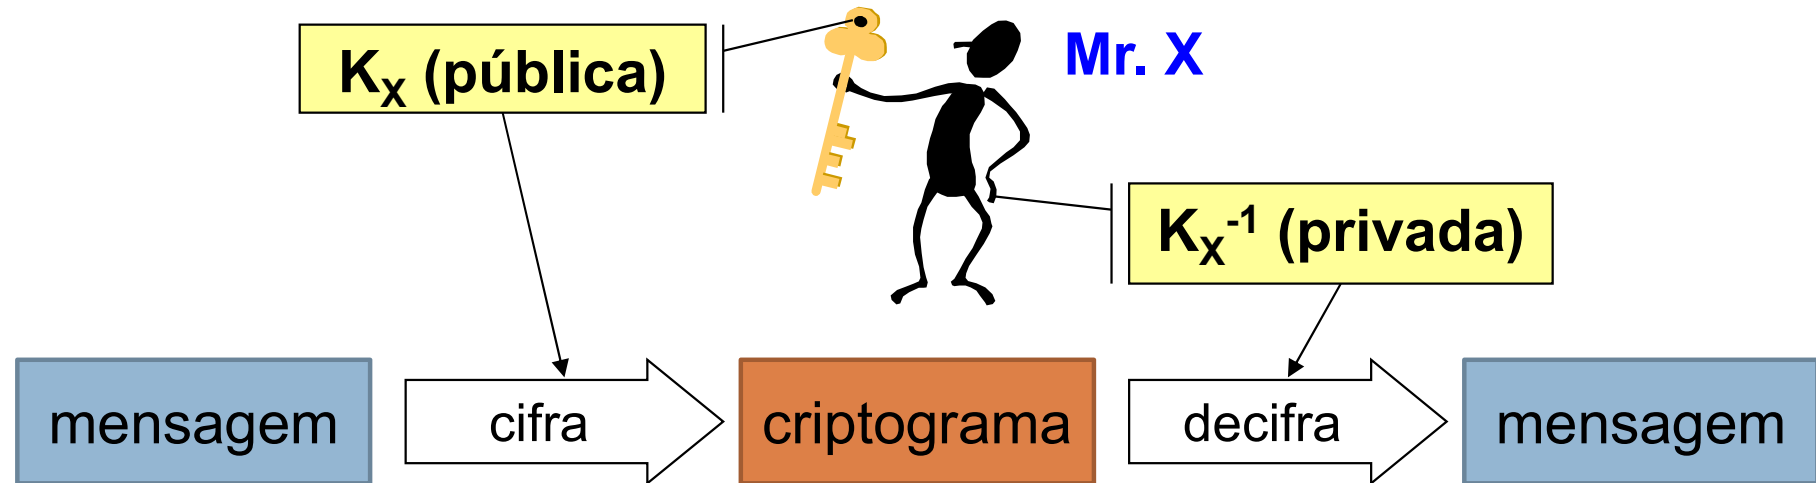 Kₓ (pública)
Mr. X
Kₓ⁻¹ (privada)
mensagem
cifra
criptograma
decifra
mensagem